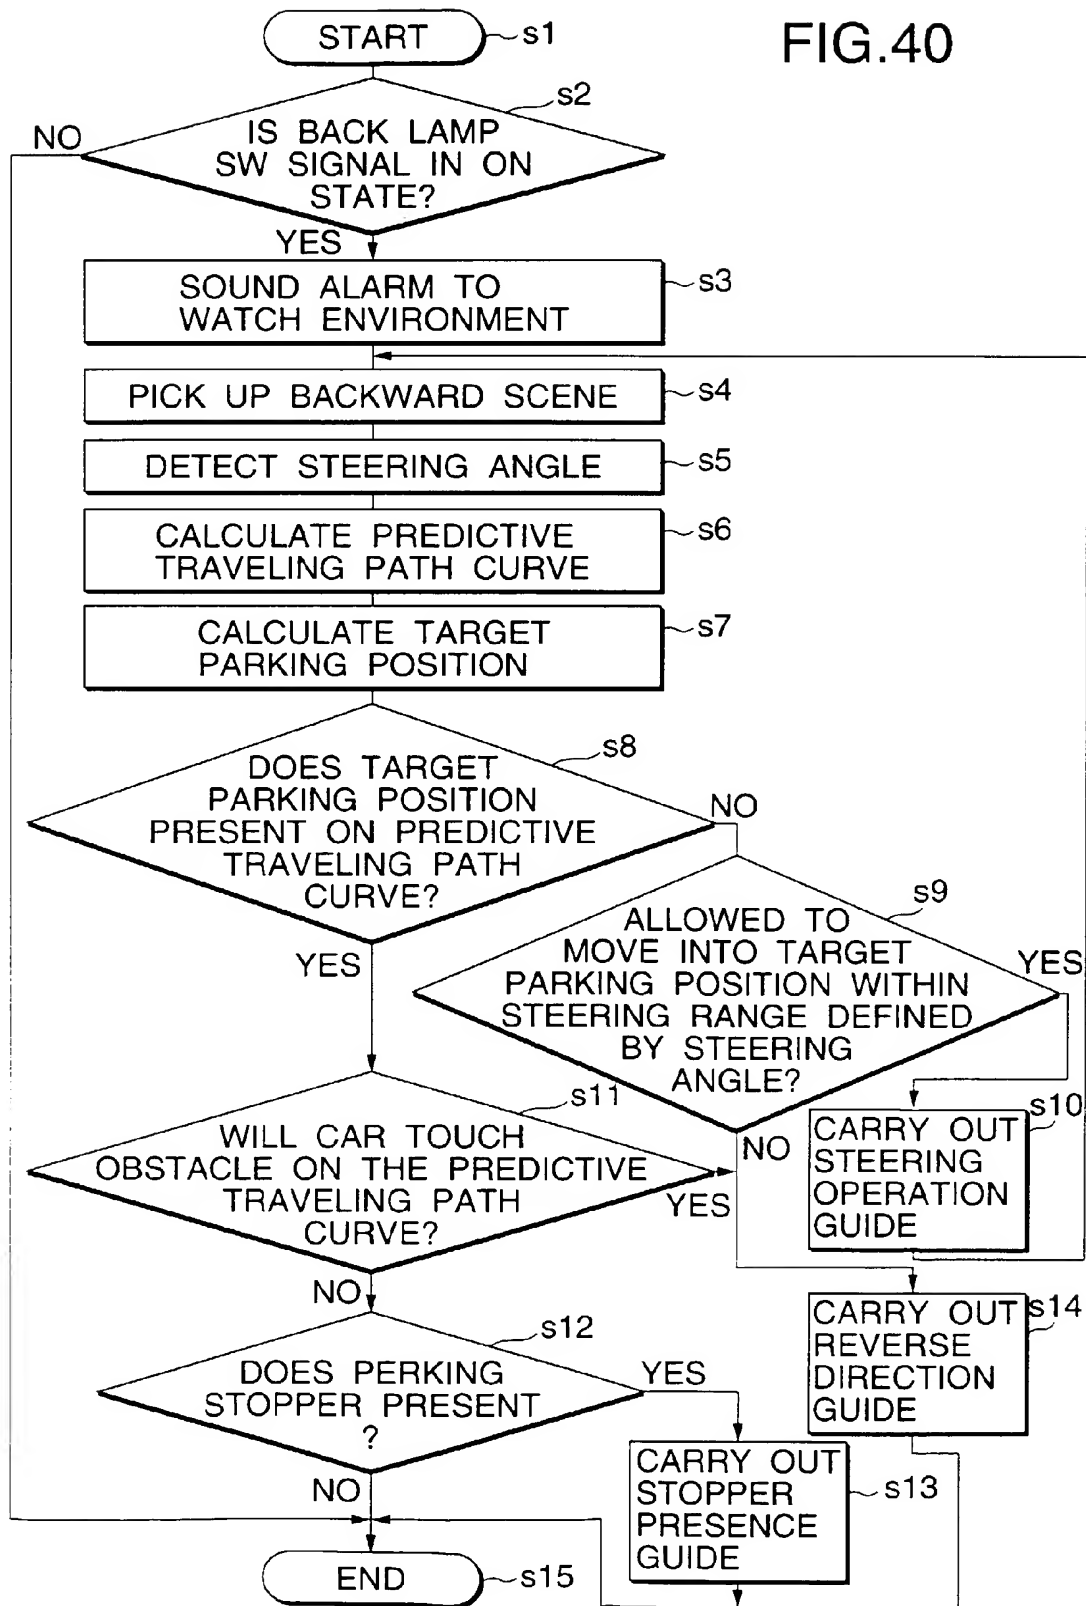 FIG.40
START
s1
s2
NO
IS BACK LAMP
SW SIGNAL IN ON
STATE?
YES
SOUND ALARM TO
WATCH ENVIRONMENT
s3
PICK UP BACKWARD SCENE
s4
DETECT STEERING ANGLE
s5
CALCULATE PREDICTIVE
TRAVELING PATH CURVE
s6
CALCULATE TARGET
PARKING POSITION
s7
s8
DOES TARGET
PARKING POSITION
PRESENT ON PREDICTIVE
TRAVELING PATH
CURVE?
NO
YES
s9
ALLOWED TO
MOVE INTO TARGET
PARKING POSITION WITHIN
STEERING RANGE DEFINED
BY STEERING
ANGLE?
YES
NO
s10
CARRY OUT
STEERING
OPERATION
GUIDE
s11
WILL CAR TOUCH
OBSTACLE ON THE PREDICTIVE
TRAVELING PATH
CURVE?
YES
NO
s14
CARRY OUT
REVERSE
DIRECTION
GUIDE
s12
DOES PERKING
STOPPER PRESENT
?
YES
NO
CARRY OUT
STOPPER
PRESENCE
GUIDE
s13
END
s15